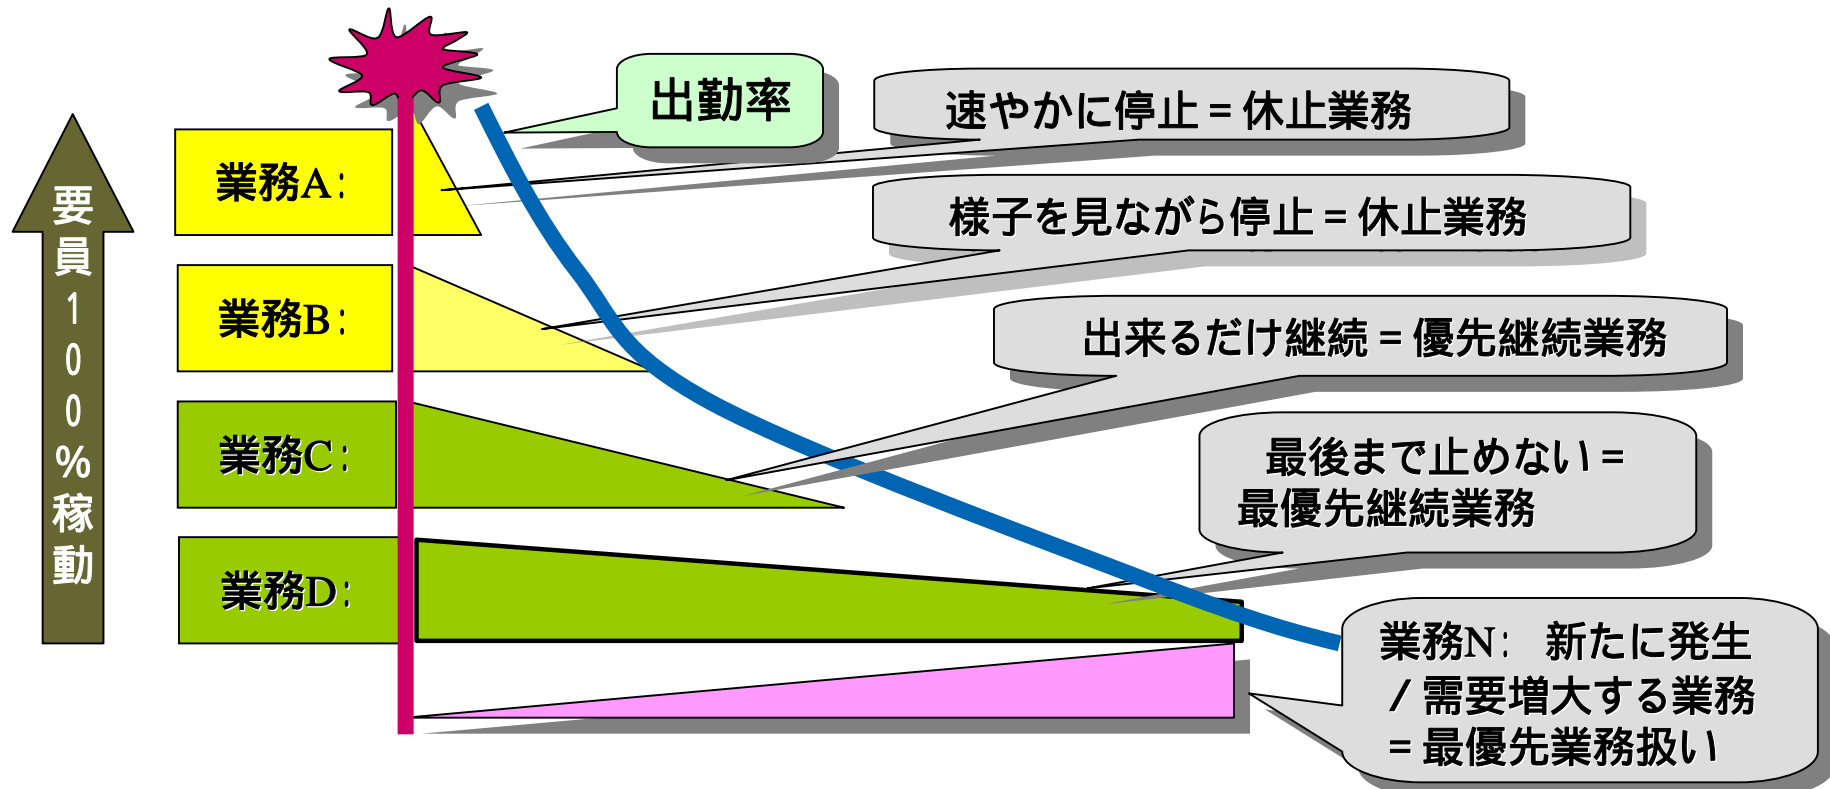 出勤率
速やかに停止＝休止業務
業務A：
様子を見ながら停止＝休止業務
業務B：
出来るだけ継続＝優先継続業務
業務C：
最後まで止めない＝
最優先継続業務
業務D：
業務N： 新たに発生
／需要増大する業務
＝最優先業務扱い
要員１００％稼動